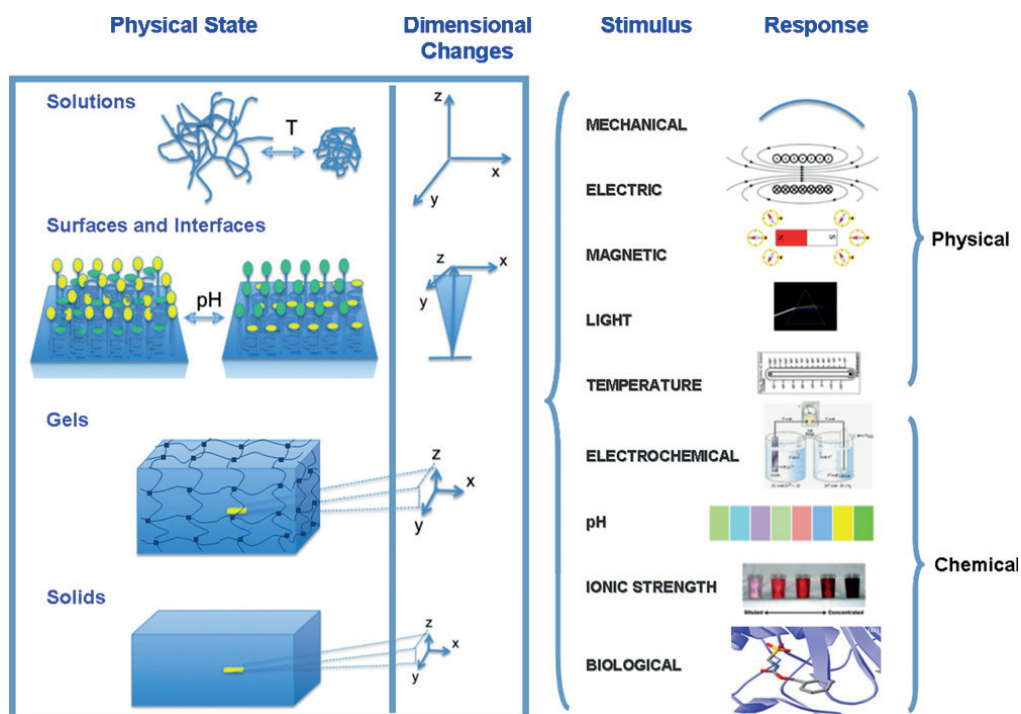 Physical State
Dimensional
Changes
Stimulus
Response
Solutions
T
z
x
y
Surfaces and Interfaces
pH
z
x
y
Gels
z
x
y
Solids
z
x
y
MECHANICAL
ELECTRIC
MAGNETIC
N
S
LIGHT
TEMPERATURE
Physical
ELECTROCHEMICAL
pH
IONIC STRENGTH
Diluted
Concentrated
BIOLOGICAL
Chemical